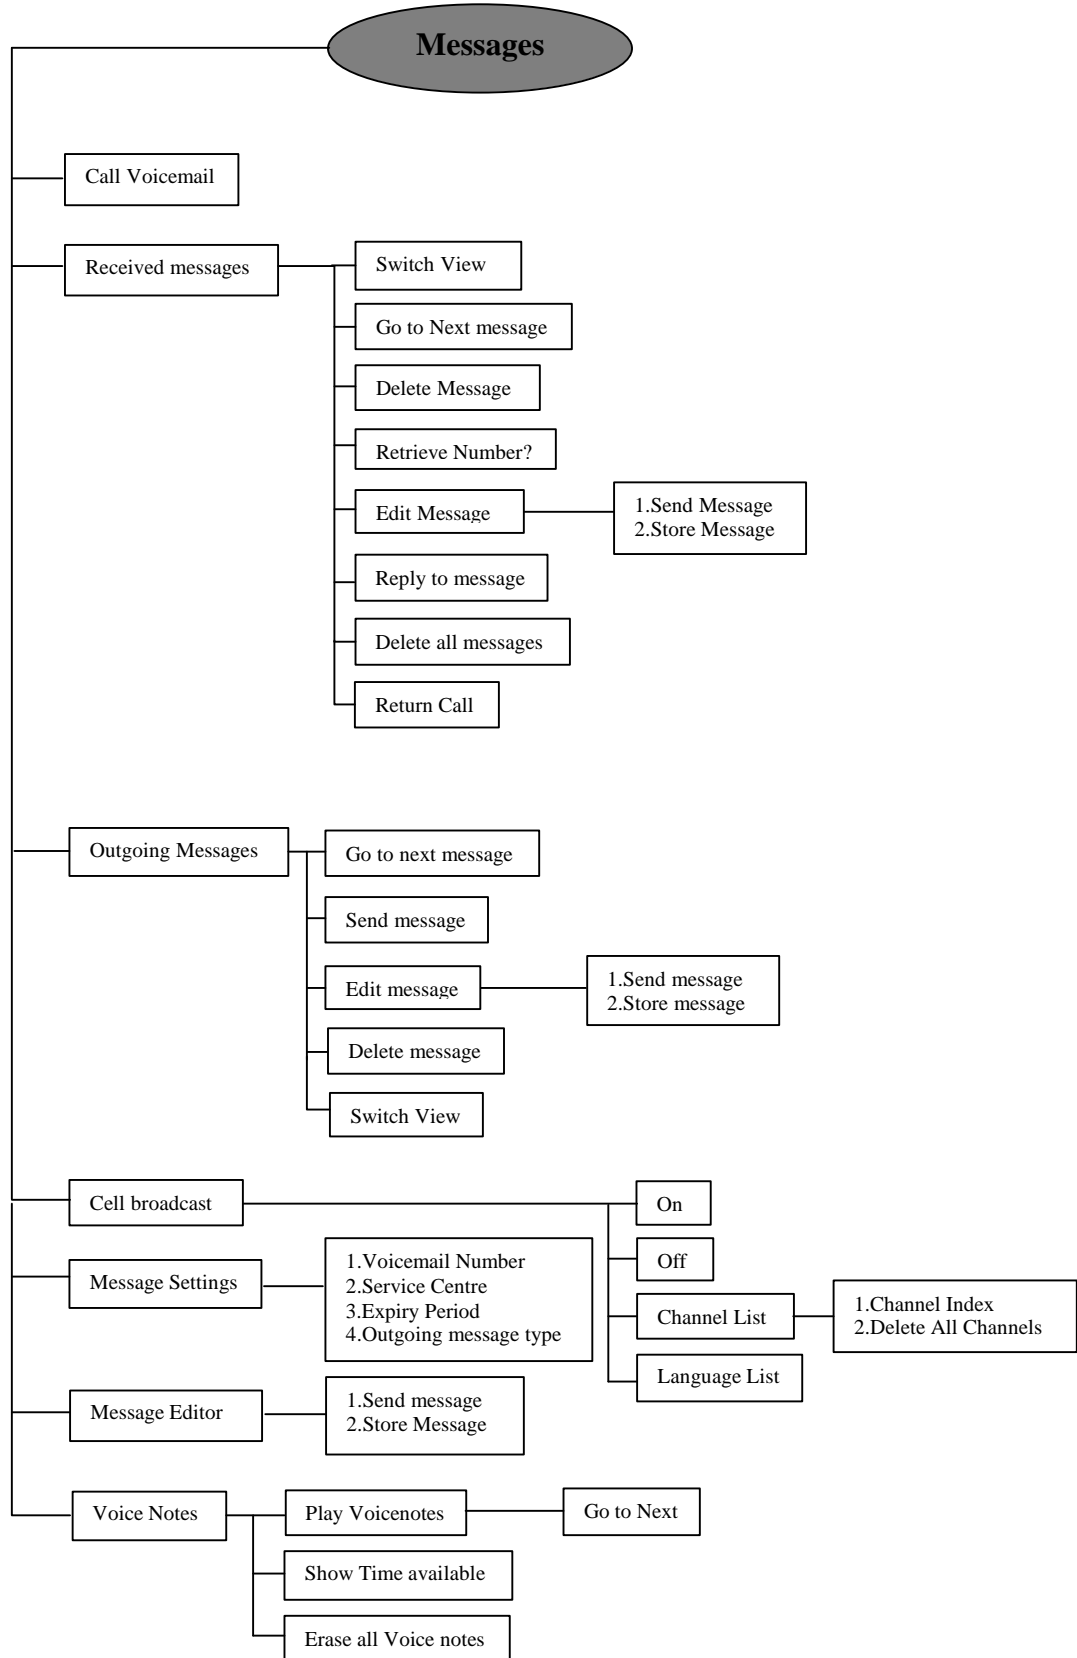 Messages
Call Voicemail
Received messages
Switch View
Go to Next message
Delete Message
Retrieve Number?
Edit Message
1.Send Message
2.Store Message
Reply to message
Delete all messages
Return Call
Outgoing Messages
Go to next message
Send message
Edit message
1.Send message
2.Store message
Delete message
Switch View
Cell broadcast
On
Off
Channel List
1.Channel Index
2.Delete All Channels
Language List
Message Settings
1.Voicemail Number
2.Service Centre
3.Expiry Period
4.Outgoing message type
Message Editor
1.Send message
2.Store Message
Voice Notes
Play Voicenotes
Go to Next
Show Time available
Erase all Voice notes